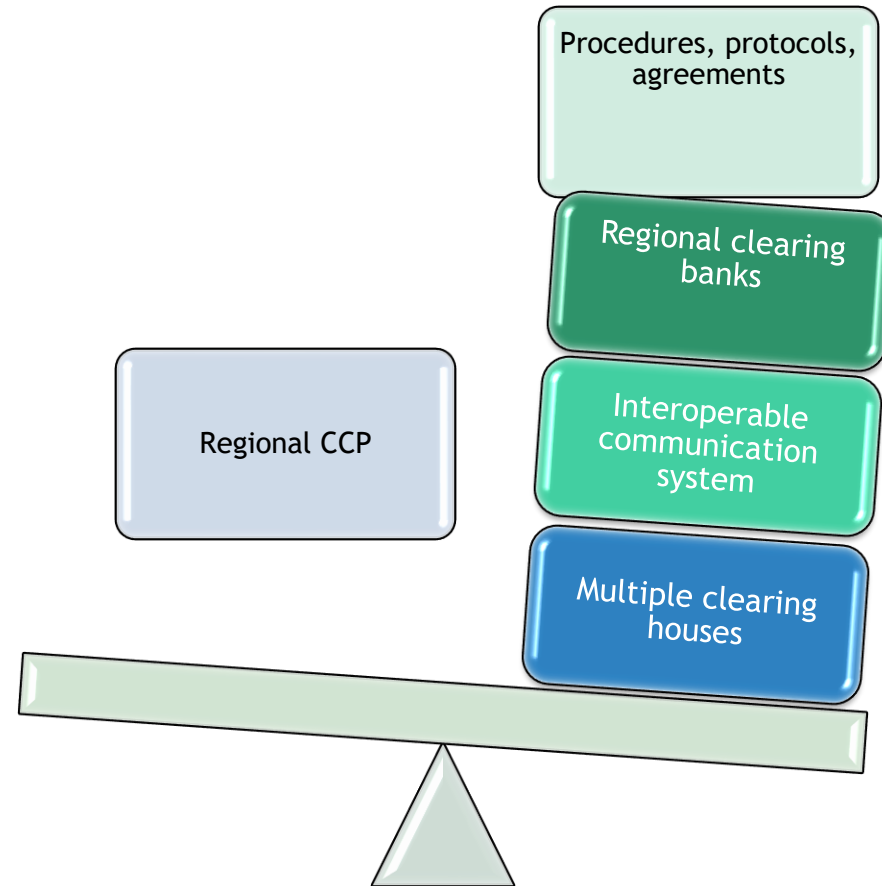 Procedures, protocols,
agreements
Regional clearing
banks
Regional CCP
Interoperable
communication
system
Multiple clearing
houses